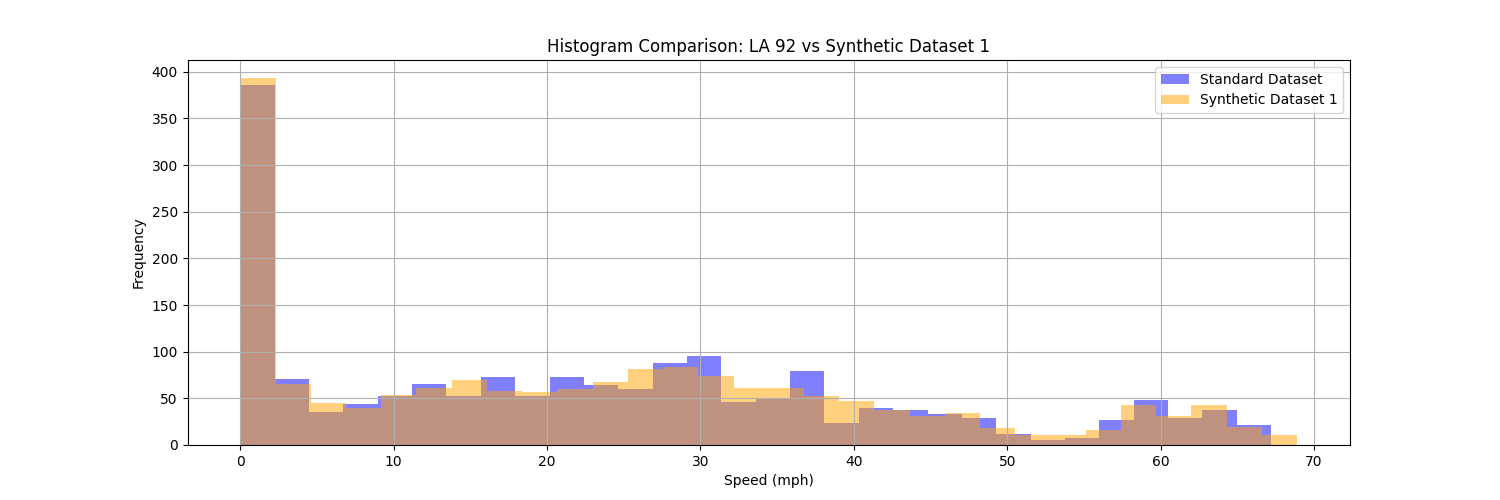 Histogram Comparison: LA 92 vs Synthetic Dataset 1
Standard Dataset
Synthetic Dataset 1
Frequency
400
350
300
250
200
150
100
50
0
0 10 20 30 40 50 60 70
Speed (mph)